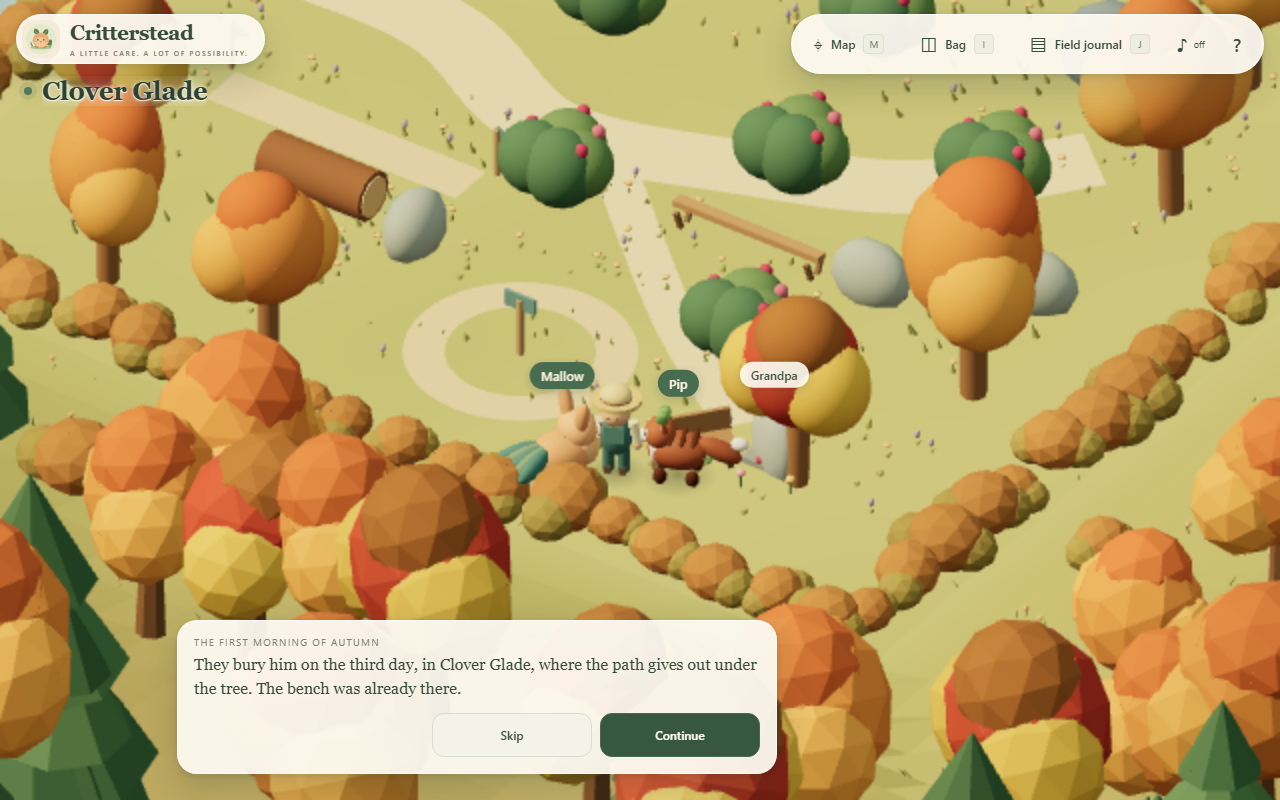 Critterstead
A LITTLE CARE. A LOT OF POSSIBILITY.
Map M
Bag I
Field journal J
off
?
Clover Glade
Mallow
Pip
Grandpa
THE FIRST MORNING OF AUTUMN
They bury him on the third day, in Clover Glade, where the path gives out under
the tree. The bench was already there.
Skip
Continue